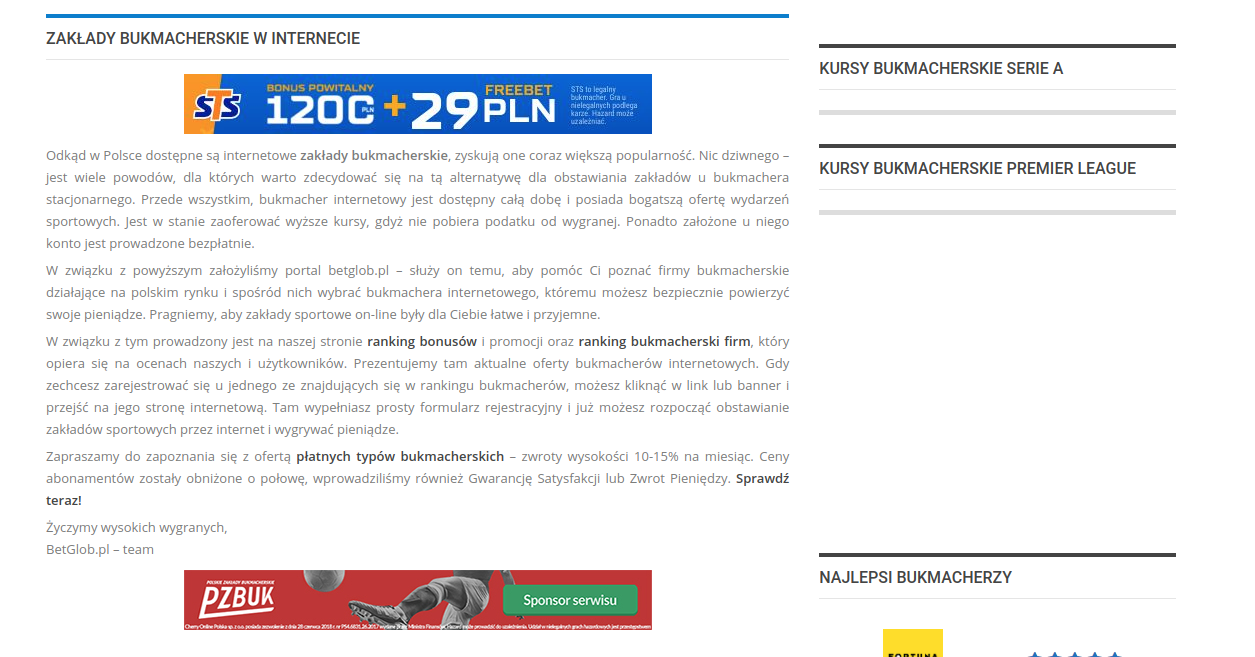 ZAKŁADY BUKMACHERSKIE W INTERNECIE
STS
BONUS POWITALNY
PLN
+
29
FREEBET
PLN
STS to legalny
bukmacher. Gra u
nielegalnych podlega
karze. Hazard może
uzależniać.
Odkąd w Polsce dostępne są internetowe zakłady bukmacherskie, zyskują one coraz większą popularność. Nic dziwnego –
jest wiele powodów, dla których warto zdecydować się na tą alternatywę dla obstawiania zakładów u bukmachera
stacjonarnego. Przede wszystkim, bukmacher internetowy jest dostępny całą dobę i posiada bogatszą ofertę wydarzeń
sportowych. Jest w stanie zaoferować wyższe kursy, gdyż nie pobiera podatku od wygranej. Ponadto założone u niego
konto jest prowadzone bezpłatnie.
W związku z powyższym założyliśmy portal betglob.pl – służy on temu, aby pomóc Ci poznać firmy bukmacherskie
działające na polskim rynku i spośród nich wybrać bukmachera internetowego, któremu możesz bezpiecznie powierzyć
swoje pieniądze. Pragniemy, aby zakłady sportowe on-line były dla Ciebie łatwe i przyjemne.
W związku z tym prowadzony jest na naszej stronie ranking bonusów i promocji oraz ranking bukmacherski firm, który
opiera się na ocenach naszych i użytkowników. Prezentujemy tam aktualne oferty bukmacherów internetowych. Gdy
zechcesz zarejestrować się u jednego ze znajdujących się w rankingu bukmacherów, możesz kliknąć w link lub banner i
przejść na jego stronę internetową. Tam wypełniasz prosty formularz rejestracyjny i już możesz rozpocząć obstawianie
zakładów sportowych przez internet i wygrywać pieniądze.
Zapraszamy do zapoznania się z ofertą płatnych typów bukmacherskich – zwroty wysokości 10-15% na miesiąc. Ceny
abonamentów zostały obniżone o połowę, wprowadziliśmy również Gwarancję Satysfakcji lub Zwrot Pieniędzy. Sprawdź
teraz!
Życzymy wysokich wygranych,
BetGlob.pl – team
POLSKIE ZAKŁADY BUKMACHERSKIE
PZBUK
Sponsor serwisu
KURSY BUKMACHERSKIE SERIE A
KURSY BUKMACHERSKIE PREMIER LEAGUE
NAJLEPSI BUKMACHERZY
FORTUNA